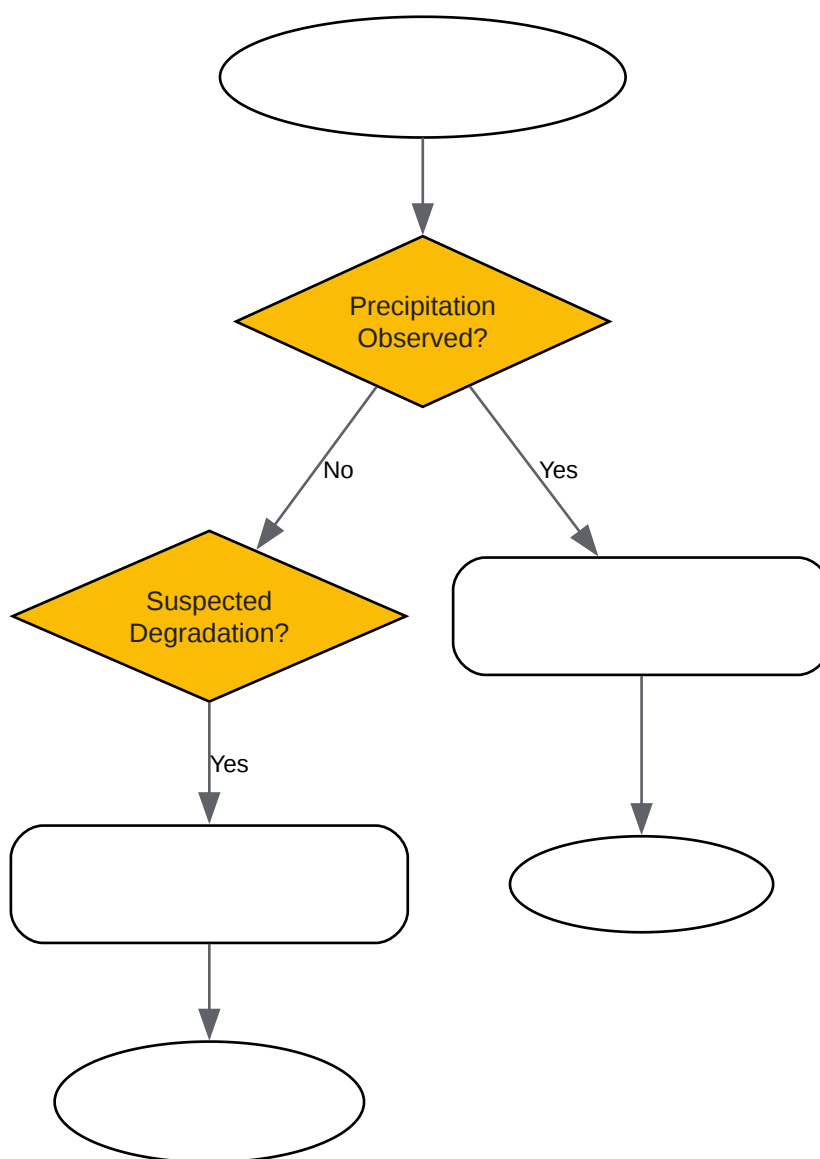 Precipitation
Observed?
No
Yes
Suspected
Degradation?
Yes